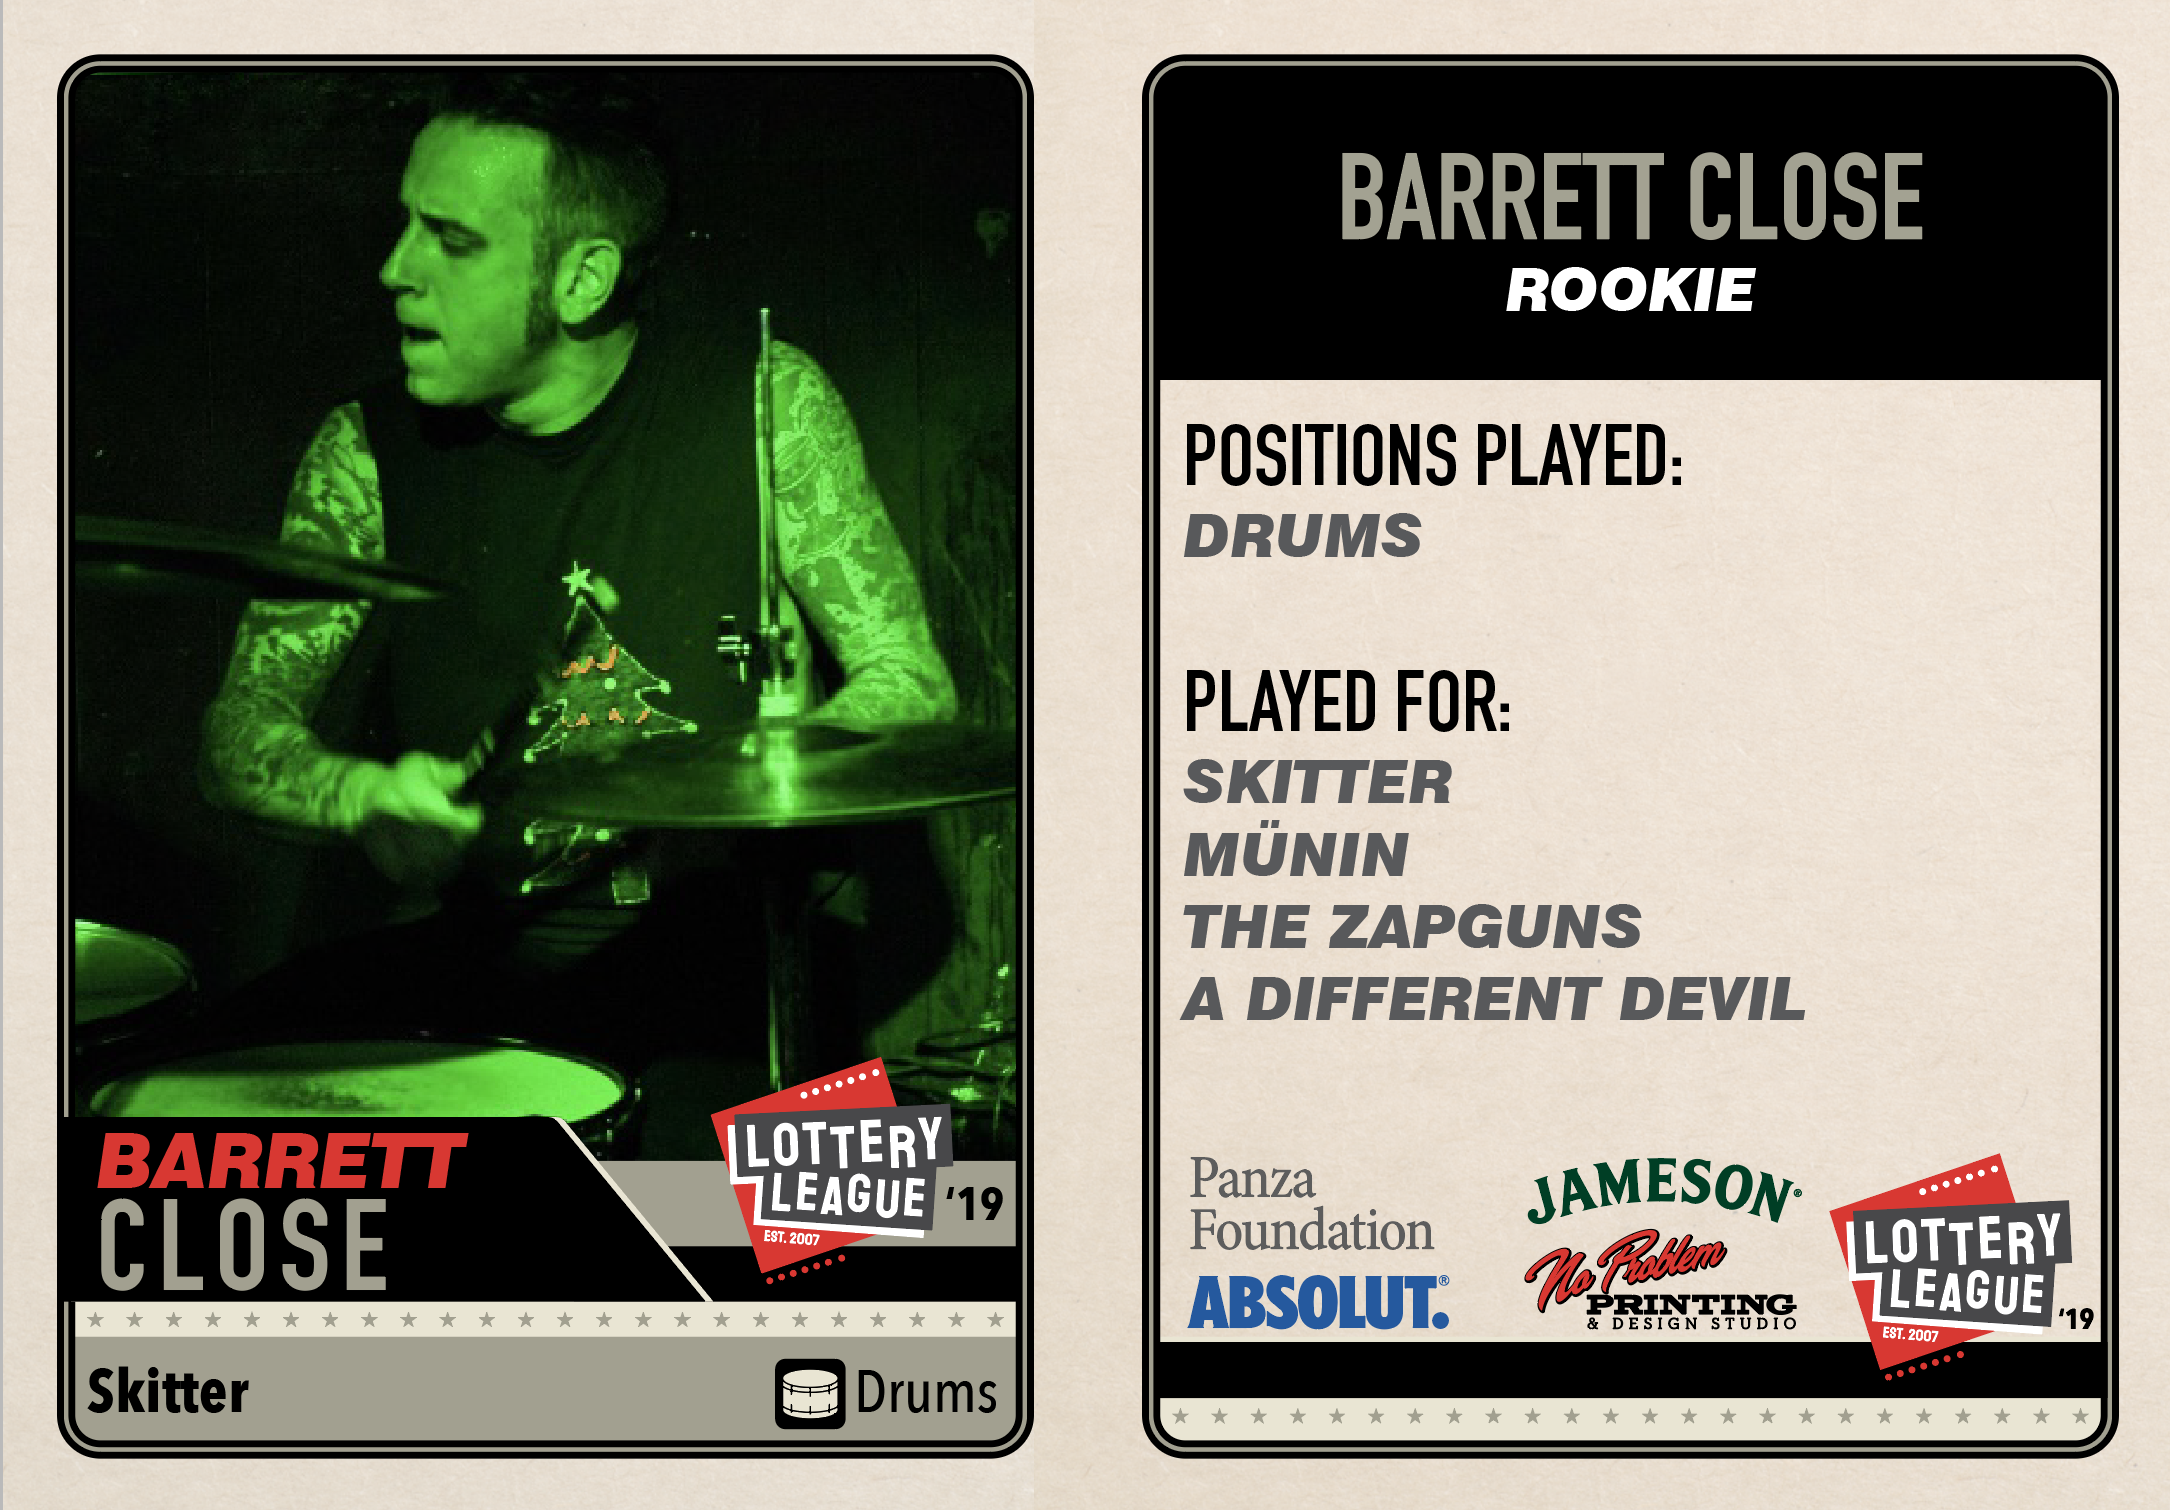 BARRETT
CLOSE
LOTTERY
LEAGUE
EST. 2007
'19
Skitter
Drums
BARRETT CLOSE
ROOKIE
POSITIONS PLAYED:
DRUMS
PLAYED FOR:
SKITTER
MÜNIN
THE ZAPGUNS
A DIFFERENT DEVIL
Panza
Foundation
ABSOLUT.®
JAMESON®
No Problem
PRINTING
& DESIGN STUDIO
LOTTERY
LEAGUE
EST. 2007
'19